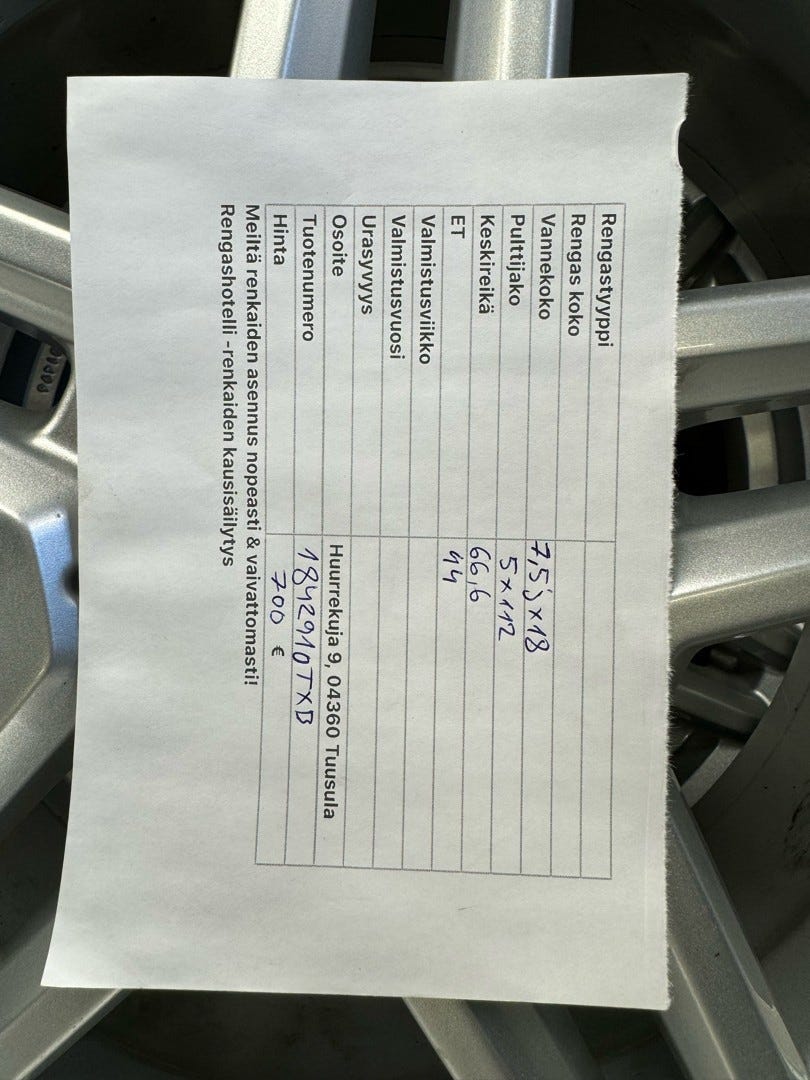 Rengastyyppi
Rengas koko
Vannekoko 7,5j x 18
Pulttijako 5 x 112
Keskireikä 66,6
ET 44
Valmistusviikko
Valmistusvuosi
Urasyvyys
Osoite Huurrekuja 9, 04360 Tuusula
Tuotenumero 1842910TXB
Hinta 700 €
Meiltä renkaiden asennus nopeasti & vaivattomasti!
Rengashotelli -renkaiden kausisäilytys